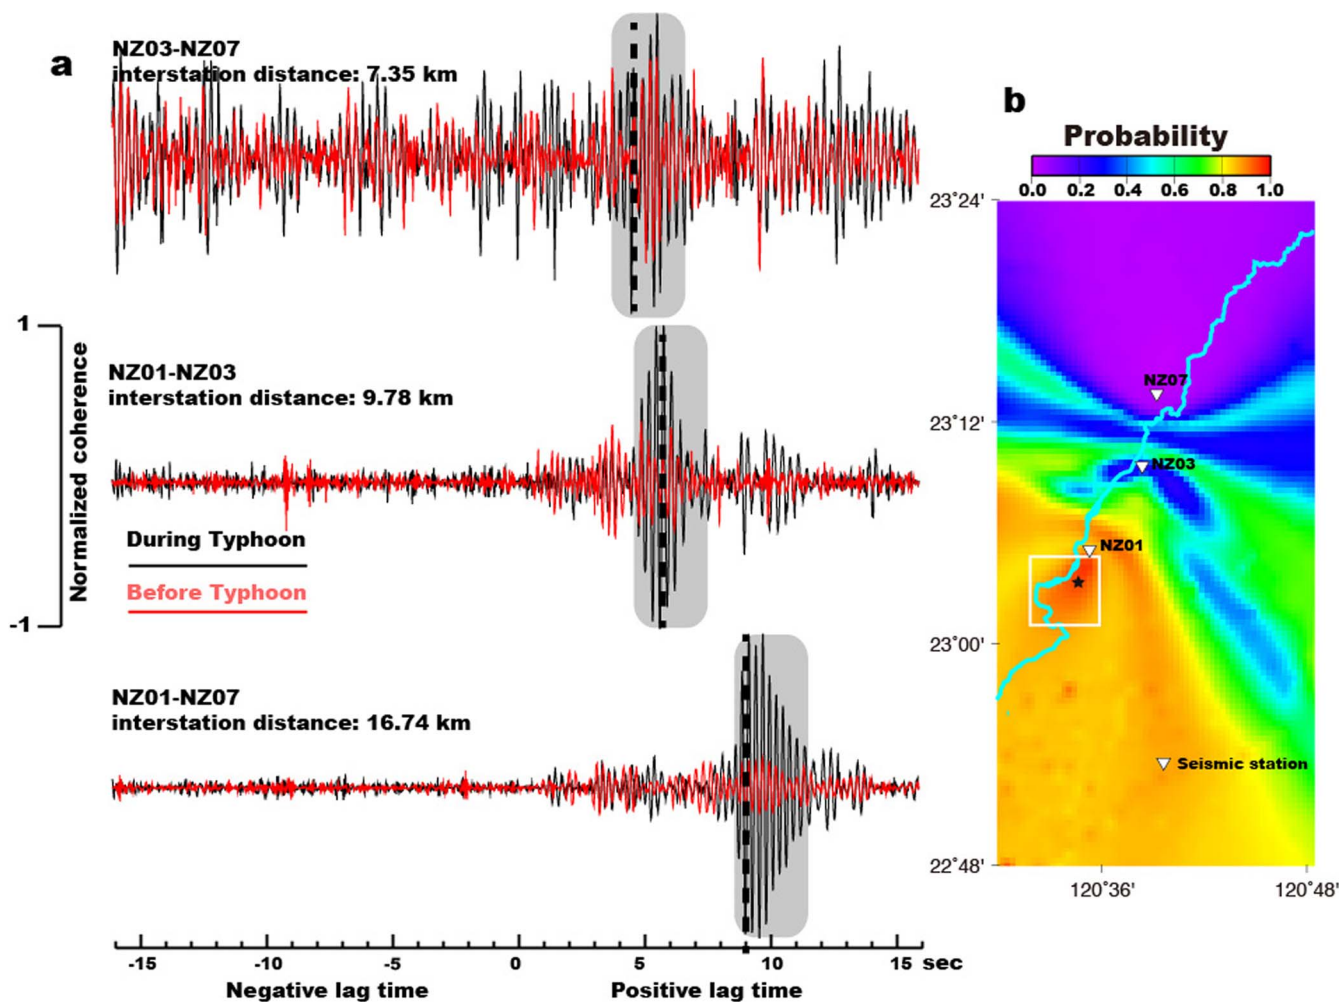 a
NZ03-NZ07
interstation distance: 7.35 km
1
Normalized coherence
-1
NZ01-NZ03
interstation distance: 9.78 km
During Typhoon
Before Typhoon
NZ01-NZ07
interstation distance: 16.74 km
-15 -10 -5 0 5 10 15 sec
Negative lag time Positive lag time
b
Probability
0.0 0.2 0.4 0.6 0.8 1.0
23˚24'
NZ07
23˚12'
NZ03
NZ01
23˚00'
Seismic station
22˚48'
120˚36' 120˚48'